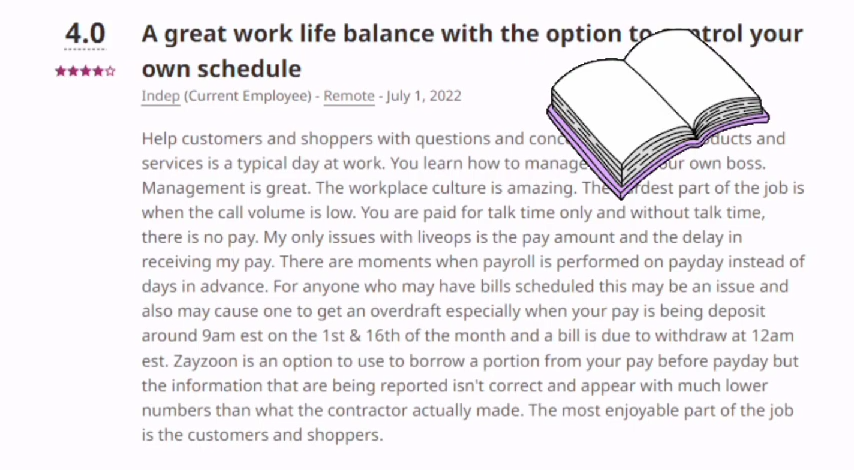 4.0
A great work life balance with the option to control your
own schedule
Indep (Current Employee) - Remote - July 1, 2022
Help customers and shoppers with questions and and
services is a typical day at work. You learn how to manage own boss.
Management is great. The workplace culture is amazing. The part of the job is
when the call volume is low. You are paid for talk time only and without talk time,
there is no pay. My only issues with liveops is the pay amount and the delay in
receiving my pay. There are moments when payroll is performed on payday instead of
days in advance. For anyone who may have bills scheduled this may be an issue and
also may cause one to get an overdraft especially when your pay is being deposit
around 9am est on the 1st & 16th of the month and a bill is due to withdraw at 12am
est. Zayzoon is an option to use to borrow a portion from your pay before payday but
the information that are being reported isn't correct and appear with much lower
numbers than what the contractor actually made. The most enjoyable part of the job
is the customers and shoppers.